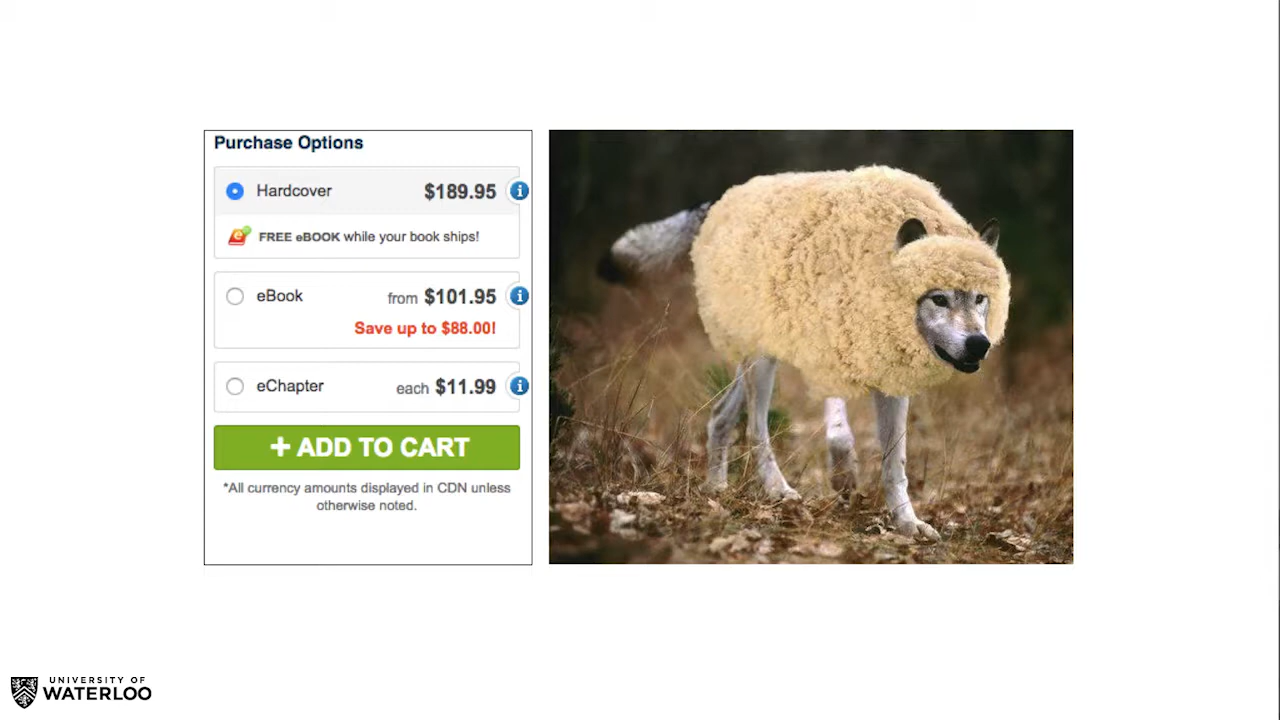 Purchase Options
Hardcover $189.95
FREE eBOOK while your book ships!
eBook from $101.95
Save up to $88.00!
eChapter each $11.99
+ ADD TO CART
*All currency amounts displayed in CDN unless
otherwise noted.
UNIVERSITY OF
WATERLOO